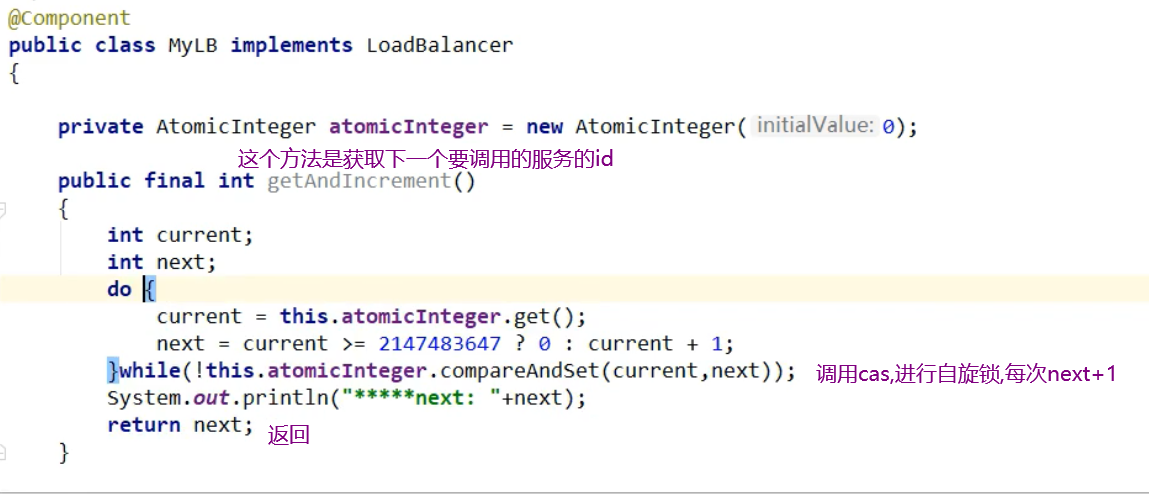 @Component
public class MyLB implements LoadBalancer
{
private AtomicInteger atomicInteger = new AtomicInteger( initialValue: 0);
这个方法是获取下一个要调用的服务的id
public final int getAndIncrement()
{
int current;
int next;
do {
current = this.atomicInteger.get();
next = current >= 2147483647 ? 0 : current + 1;
}while(!this.atomicInteger.compareAndSet(current,next)); 调用cas,进行自旋锁,每次next+1
System.out.println("*****next: "+next);
return next; 返回
}